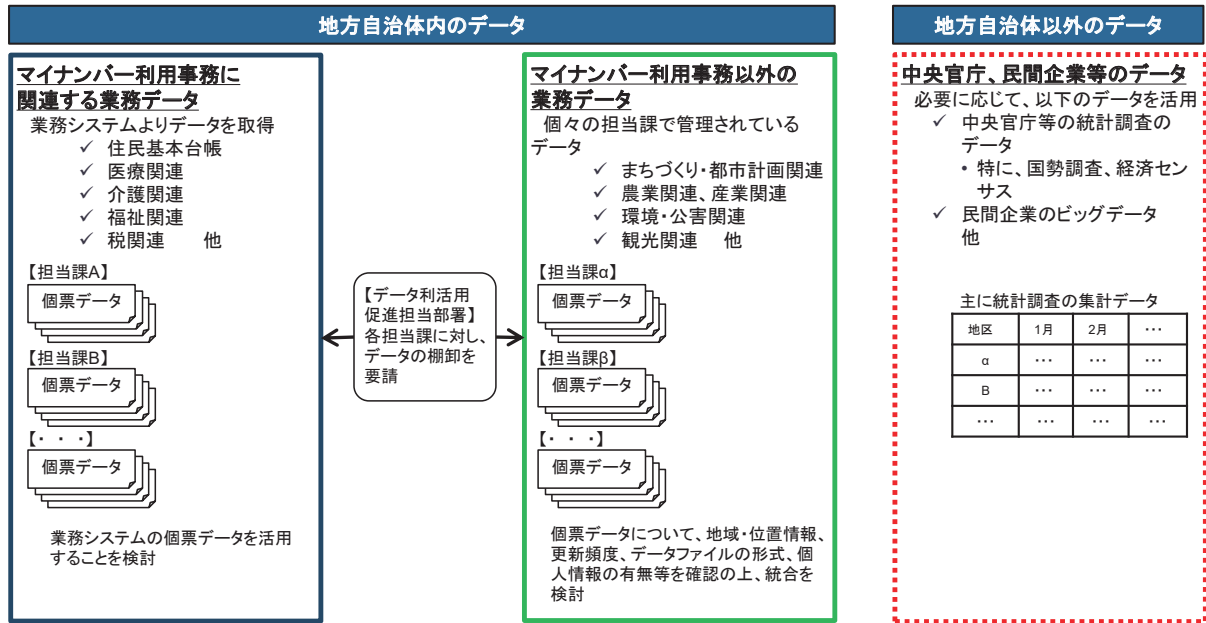 地方自治体内のデータ
マイナンバー利用事務に
関連する業務データ
業務システムよりデータを取得
✓ 住民基本台帳
✓ 医療関連
✓ 介護関連
✓ 福祉関連
✓ 税関連 他
【担当課A】
個票データ
【担当課B】
個票データ
【・・・】
個票データ
業務システムの個票データを活用
することを検討
【データ利活用
促進担当部署】
各担当課に対し、
データの棚卸を
要請
マイナンバー利用事務以外の
業務データ
個々の担当課で管理されている
データ
✓ まちづくり・都市計画関連
✓ 農業関連、産業関連
✓ 環境・公害関連
✓ 観光関連 他
【担当課α】
個票データ
【担当課β】
個票データ
【・・・】
個票データ
個票データについて、地域・位置情報、
更新頻度、データファイルの形式、個
人情報の有無等を確認の上、統合を
検討
地方自治体以外のデータ
中央官庁、民間企業等のデータ
必要に応じて、以下のデータを活用
✓ 中央官庁等の統計調査の
データ
・特に、国勢調査、経済セン
サス
✓ 民間企業のビッグデータ
他
主に統計調査の集計データ
地区 1月 2月 ・・・
α ・・・ ・・・ ・・・
B ・・・ ・・・ ・・・
・・・ ・・・ ・・・ ・・・